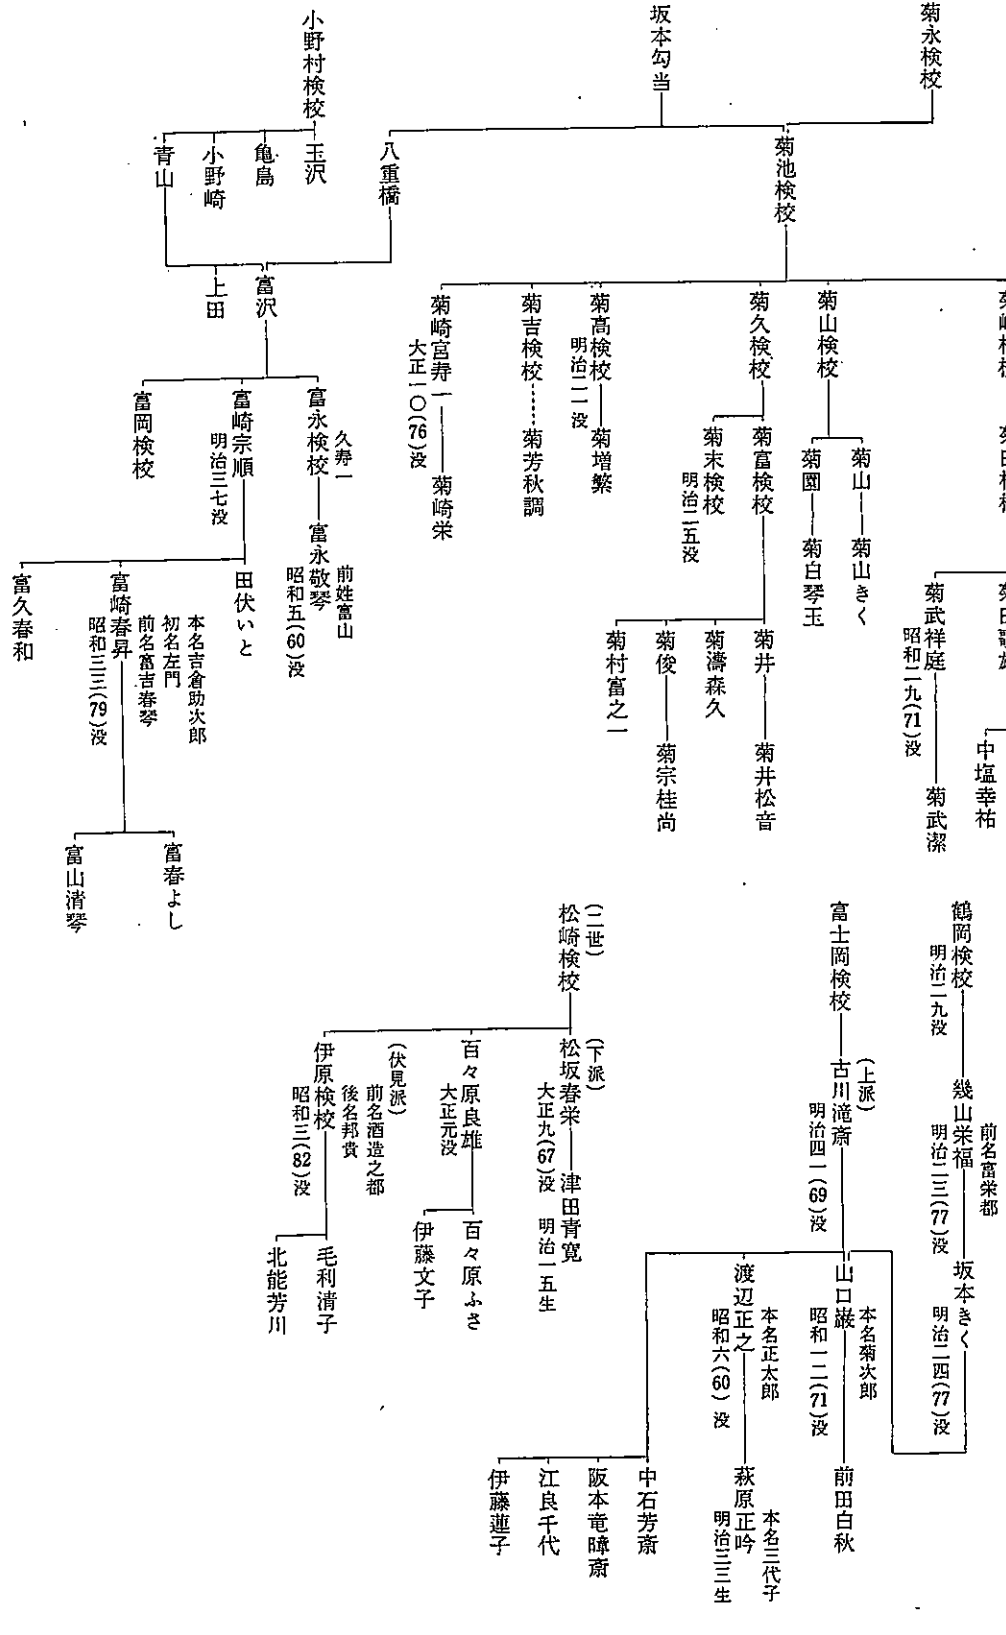 菊永検校
坂本勾当
小野村検校
菊池検校
八重橋
玉沢
亀島
小野崎
青山
富沢
上田
菊山検校
菊久検校
菊高検校
明治二一没
菊吉検校
菊崎宮寿一
大正一〇(76)没
菊山
菊山きく
菊園
菊白琴玉
菊富検校
菊末検校
明治二五没
菊増繁
菊芳秋調
菊崎栄
菊井
菊井松音
菊濤森久
菊俊
菊宗桂尚
菊村富之一
菊武祥庭
昭和二九(71)没
菊武潔
中塩幸祐
久寿一
富永検校
富崎宗順
明治三七没
富岡検校
前姓富山
富永敬琴
昭和五(60)没
田伏いと
本名吉倉助次郎
初名左門
前名富吉春琴
富崎春昇
昭和三三(79)没
富久春和
富春よし
富山清琴
鶴岡検校
明治二九没
前名富栄都
幾山栄福
明治二三(77)没
坂本きく
明治二四(77)没
富士岡検校
(上派)
古川滝斎
明治四一(69)没
本名菊次郎
山口巌
昭和一二(71)没
前田白秋
本名正太郎
渡辺正之
昭和六(60)没
本名三代子
萩原正吟
明治三三生
中石芳斎
阪本竜瞕斎
江良千代
伊藤蓮子
(二世)
松崎検校
(下派)
松坂春栄
大正九(67)没
津田青寛
明治一五生
百々原良雄
大正元没
百々原ふさ
伊藤文子
(伏見派)
前名酒造之都
後名邦貴
伊原検校
昭和三(82)没
毛利清子
北能芳川